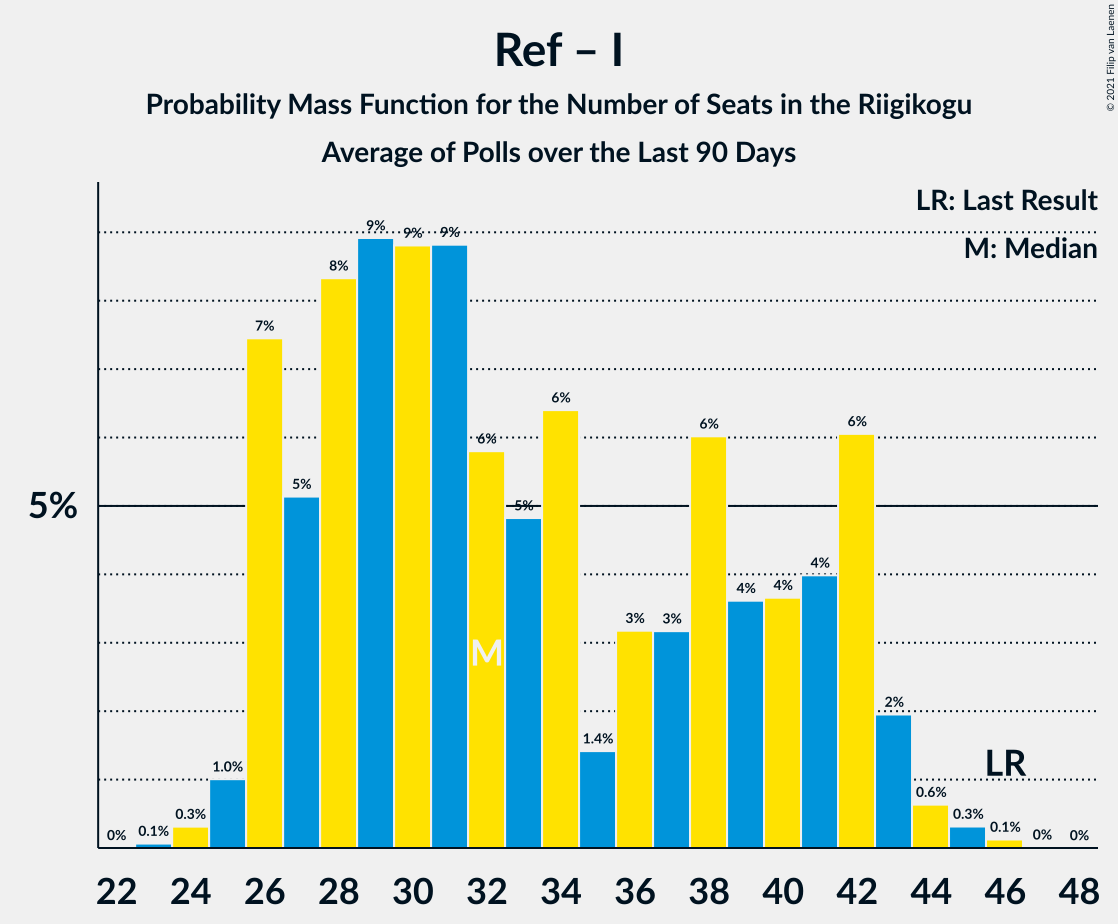 Ref – I
Probability Mass Function for the Number of Seats in the Riigikogu
Average of Polls over the Last 90 Days
© 2021 Filip van Laenen
LR: Last Result
M: Median
5%
0% 0.1% 0.3% 1.0% 7% 5% 8% 9% 9% 9% 6% 5% 6% 1.4% 3% 3% 6% 4% 4% 4% 6% 2% 0.6% 0.3% 0.1% 0% 0%
M
LR
22 24 26 28 30 32 34 36 38 40 42 44 46 48